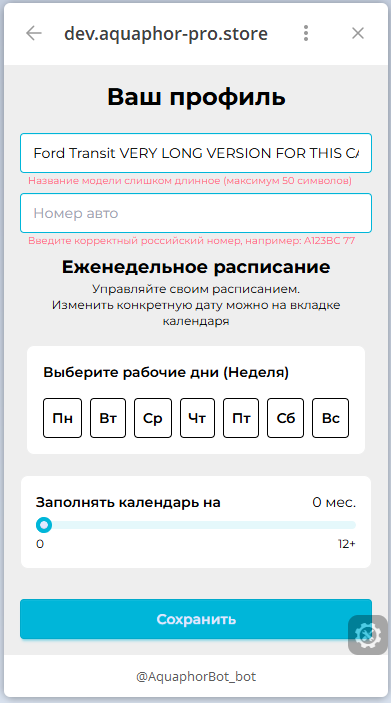 dev.aquaphor-pro.store
Ваш профиль
Ford Transit VERY LONG VERSION FOR THIS CA
Название модели слишком длинное (максимум 50 символов)
Номер авто
Введите корректный российский номер, например: А123ВС 77
Еженедельное расписание
Управляйте своим расписанием.
Изменить конкретную дату можно на вкладке
календаря
Выберите рабочие дни (Неделя)
Пн Вт Ср Чт Пт Сб Вс
Заполнять календарь на 0 мес.
0 12+
Сохранить
@AquaphorBot_bot